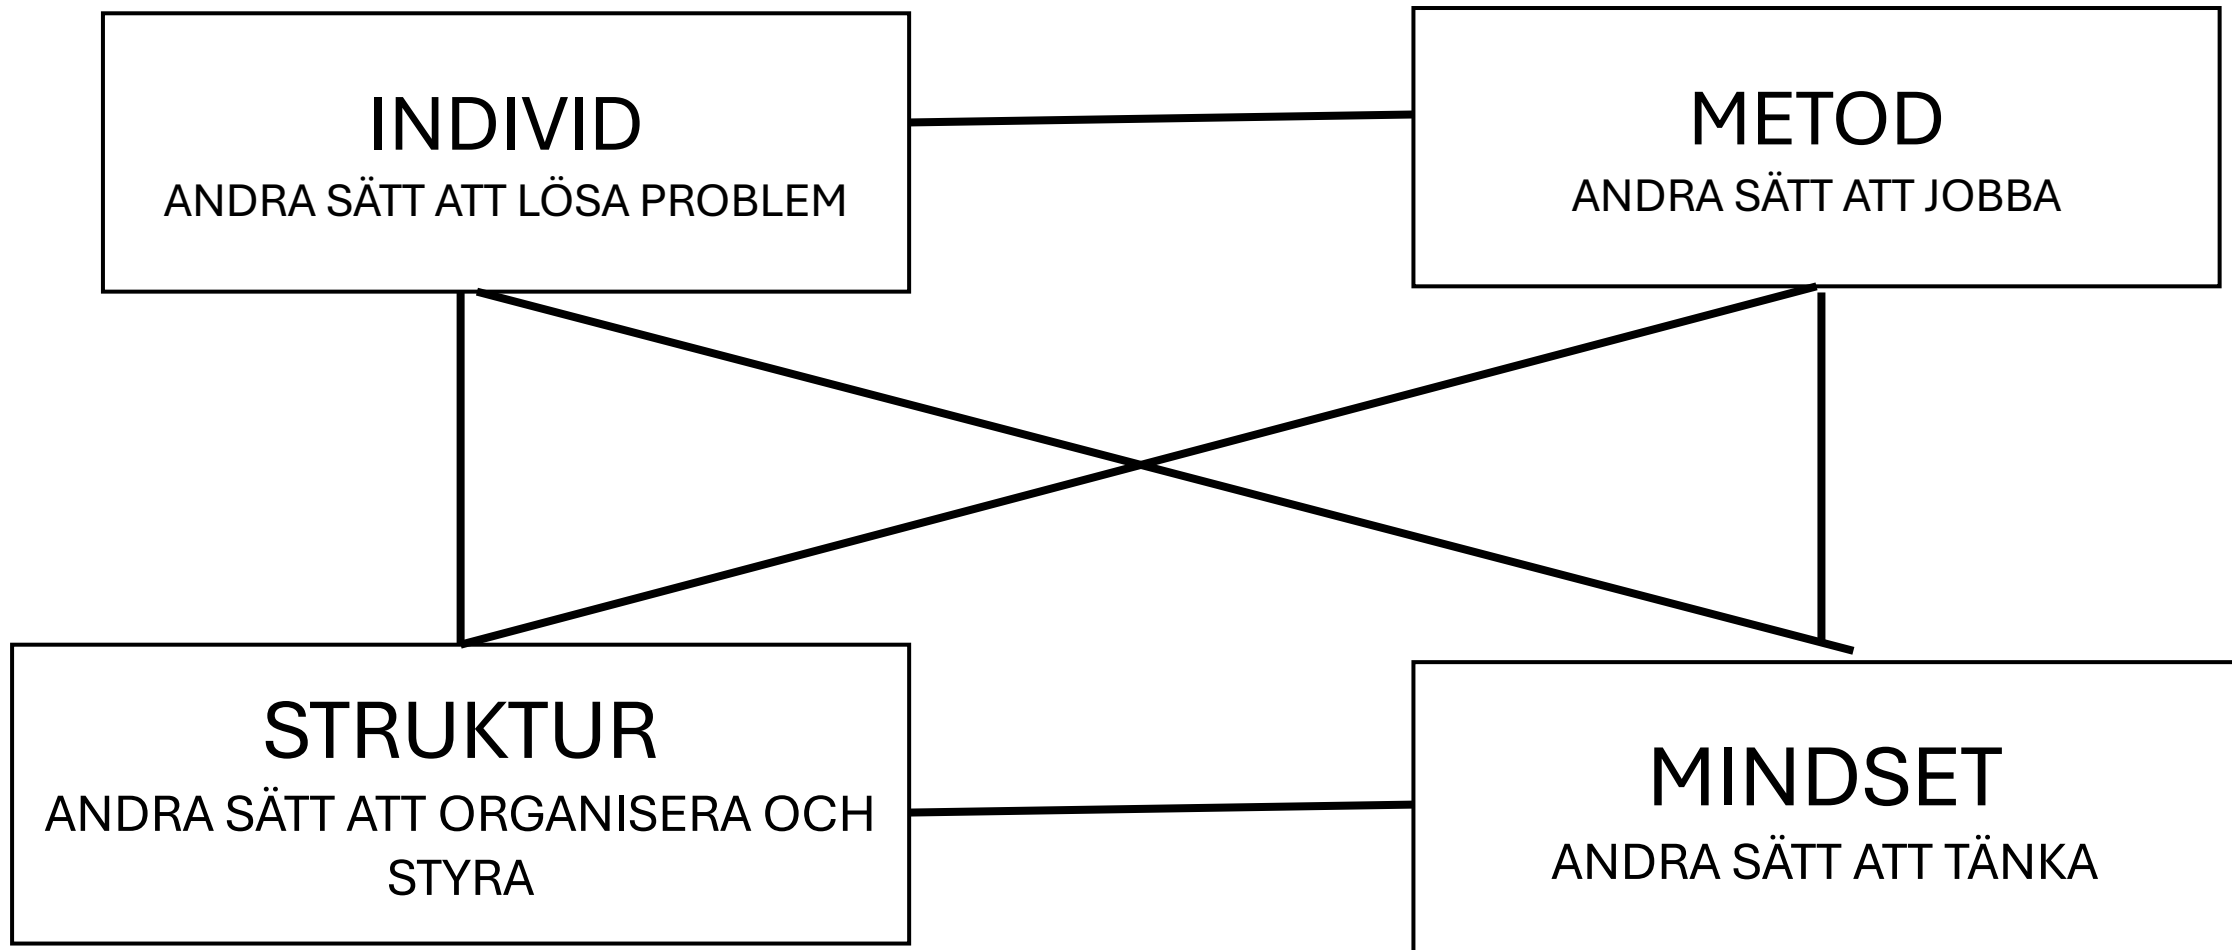 INDIVID
ANDRA SÄTT ATT LÖSA PROBLEM
METOD
ANDRA SÄTT ATT JOBBA
STRUKTUR
ANDRA SÄTT ATT ORGANISERA OCH
STYRA
MINDSET
ANDRA SÄTT ATT TÄNKA